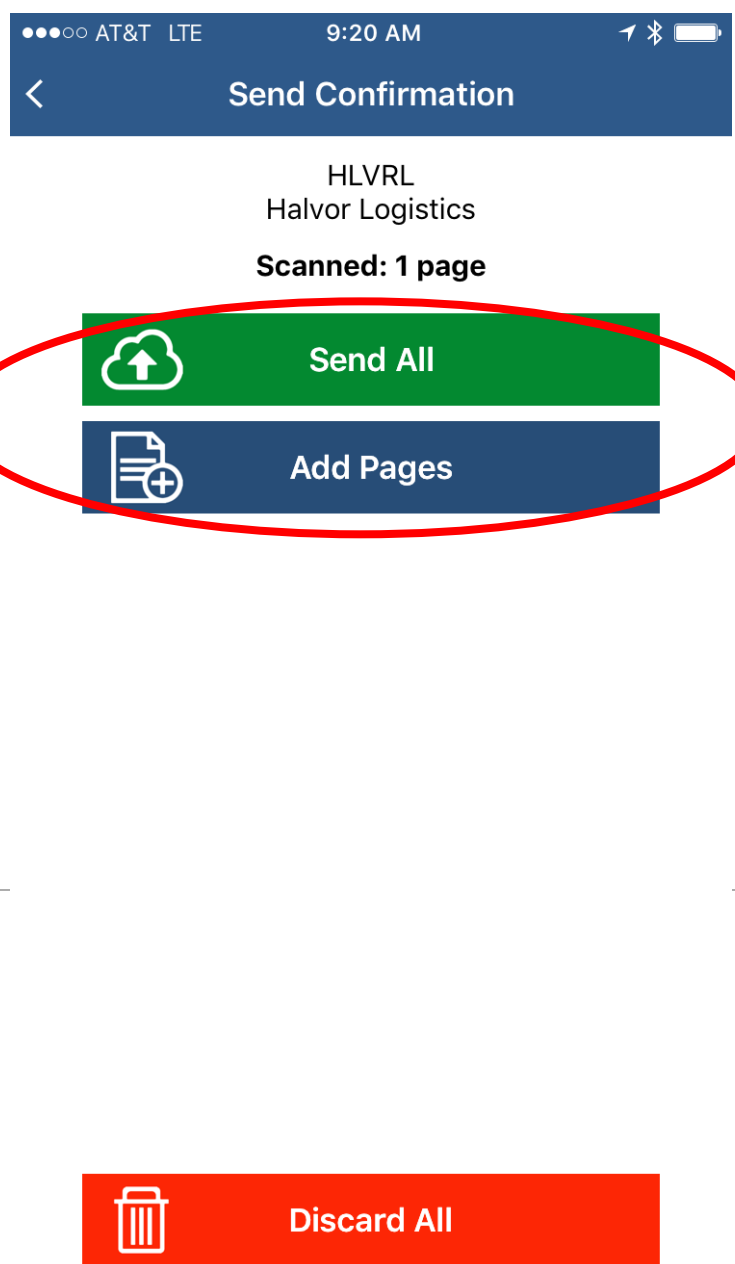 AT&T LTE 9:20 AM
Send Confirmation
HLVRL
Halvor Logistics
Scanned: 1 page
Send All
Add Pages
Discard All